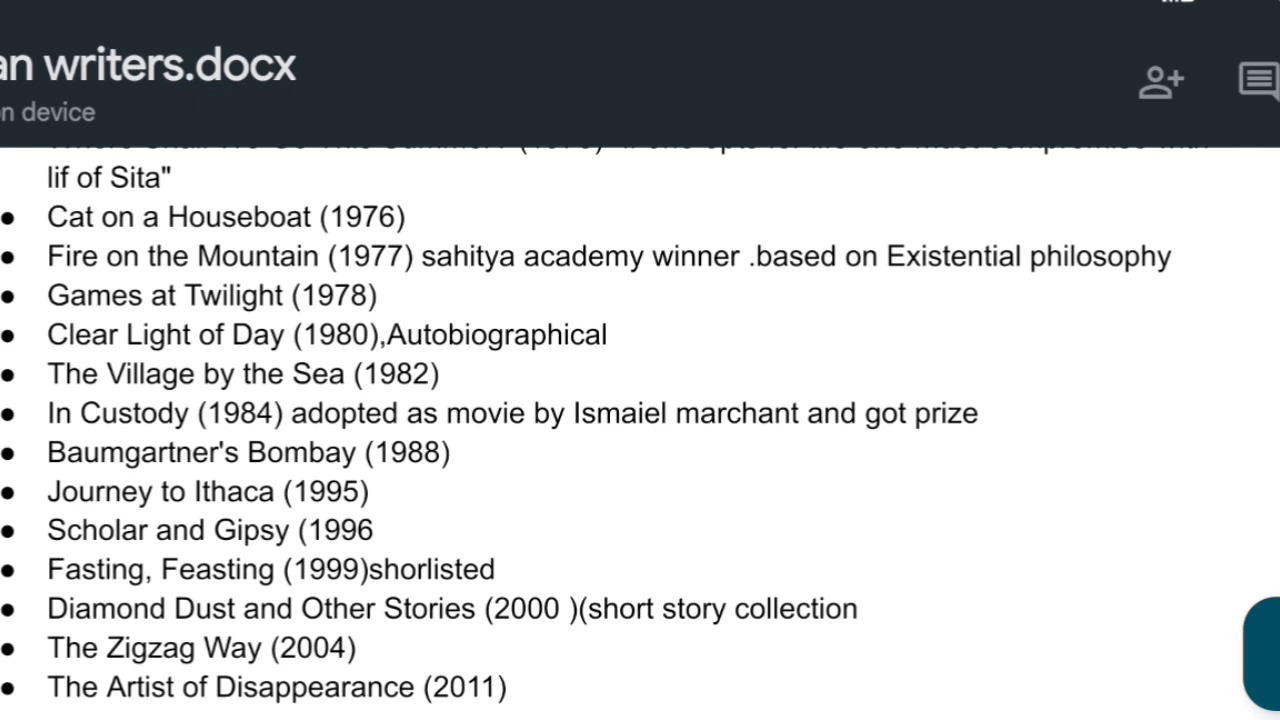 an writers.docx
n device
lif of Sita"
● Cat on a Houseboat (1976)
● Fire on the Mountain (1977) sahitya academy winner .based on Existential philosophy
● Games at Twilight (1978)
● Clear Light of Day (1980),Autobiographical
● The Village by the Sea (1982)
● In Custody (1984) adopted as movie by Ismaiel marchant and got prize
● Baumgartner's Bombay (1988)
● Journey to Ithaca (1995)
● Scholar and Gipsy (1996
● Fasting, Feasting (1999)shorlisted
● Diamond Dust and Other Stories (2000 )(short story collection
● The Zigzag Way (2004)
● The Artist of Disappearance (2011)